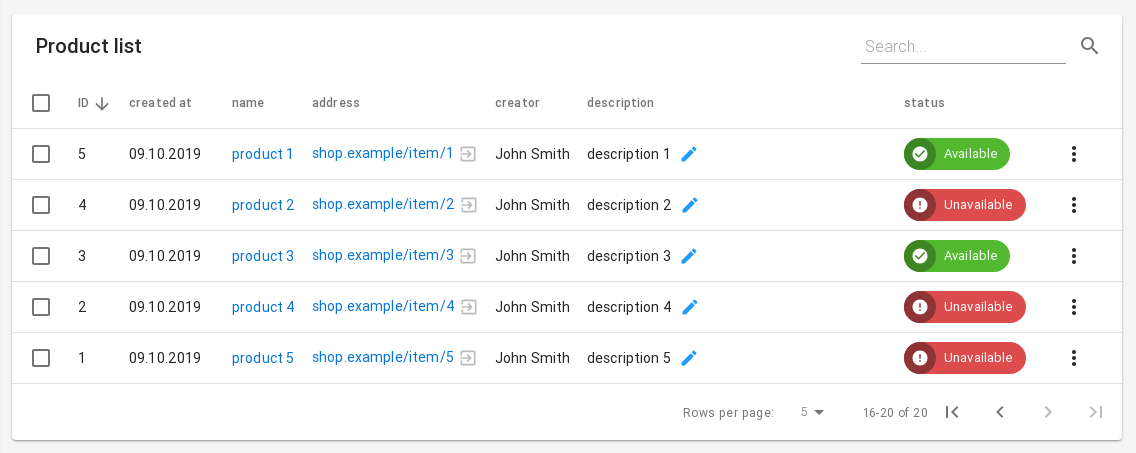 Product list
Search...
ID created at name address creator description status
5 09.10.2019 product 1 shop.example/item/1 John Smith description 1 Available
4 09.10.2019 product 2 shop.example/item/2 John Smith description 2 Unavailable
3 09.10.2019 product 3 shop.example/item/3 John Smith description 3 Available
2 09.10.2019 product 4 shop.example/item/4 John Smith description 4 Unavailable
1 09.10.2019 product 5 shop.example/item/5 John Smith description 5 Unavailable
Rows per page: 5 16-20 of 20